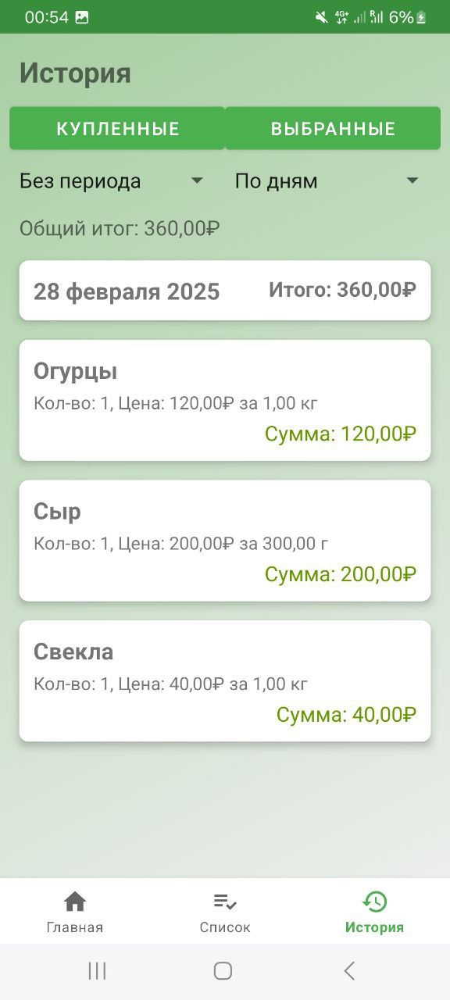 00:54 4G+ R 6%
История
КУПЛЕННЫЕ ВЫБРАННЫЕ
Без периода По дням
Общий итог: 360,00₽
28 февраля 2025 Итого: 360,00₽
Огурцы
Кол-во: 1, Цена: 120,00₽ за 1,00 кг
Сумма: 120,00₽
Сыр
Кол-во: 1, Цена: 200,00₽ за 300,00 г
Сумма: 200,00₽
Свекла
Кол-во: 1, Цена: 40,00₽ за 1,00 кг
Сумма: 40,00₽
Главная Список История